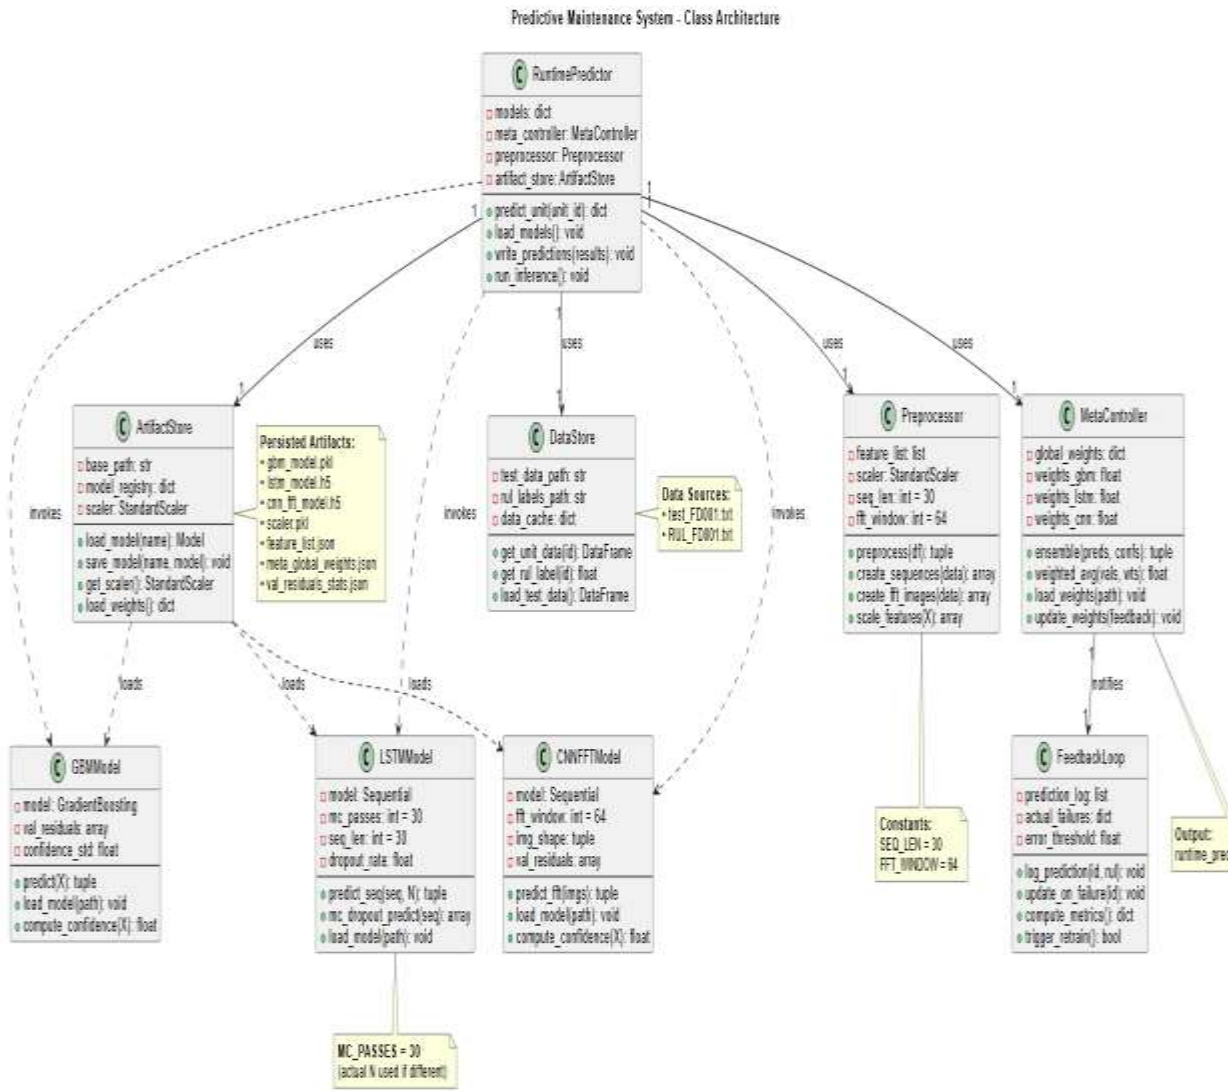 Predictive Maintenance System - Class Architecture
C RuntimePredictor
models: dict
meta_controller: MetaController
preprocessor: Preprocessor
artifact_store: ArtifactStore
predict_unit(unit_id): dict
load_models(): void
write_predictions(results): void
run_inference(): void
1
1
1
1
uses
uses
uses
uses
1
1
1
1
invokes
invokes
invokes
C ArtifactStore
base_path: str
model_registry: dict
scaler: StandardScaler
load_model(name): Model
save_model(name, model): void
get_scaler(): StandardScaler
load_weights(): dict
Persisted Artifacts:
• gbm_model.pkl
• lstm_model.h5
• cnn_fft_model.h5
• scaler.pkl
• feature_list.json
• meta_global_weights.json
• val_residuals_stats.json
C DataStore
test_data_path: str
rul_labels_path: str
data_cache: dict
get_unit_data(id): DataFrame
get_rul_label(id): float
load_test_data(): DataFrame
Data Sources:
• test_FD001.txt
• RUL_FD001.txt
C Preprocessor
feature_list: list
scaler: StandardScaler
seq_len: int = 30
fft_window: int = 64
preprocess(df): tuple
create_sequences(data): array
create_fft_images(data): array
scale_features(X): array
C MetaController
global_weights: dict
weights_gbm: float
weights_lstm: float
weights_cnn: float
ensemble(preds, confs): tuple
weighted_avg(vals, wts): float
load_weights(path): void
update_weights(feedback): void
loads
loads
loads
1
notifies
1
C GBMModel
model: GradientBoosting
val_residuals: array
confidence_std: float
predict(X): tuple
load_model(path): void
compute_confidence(X): float
C LSTMModel
model: Sequential
mc_passes: int = 30
seq_len: int = 30
dropout_rate: float
predict_seq(seq, N): tuple
mc_dropout_predict(seq): array
load_model(path): void
C CNNFFTModel
model: Sequential
fft_window: int = 64
img_shape: tuple
val_residuals: array
predict_fft(imgs): tuple
load_model(path): void
compute_confidence(X): float
Constants:
SEQ_LEN = 30
FFT_WINDOW = 64
C FeedbackLoop
prediction_log: list
actual_failures: dict
error_threshold: float
log_prediction(id, rul): void
update_on_failure(id): void
compute_metrics(): dict
trigger_retrain(): bool
Output:
MC_PASSES = 30
(actual N used if different)